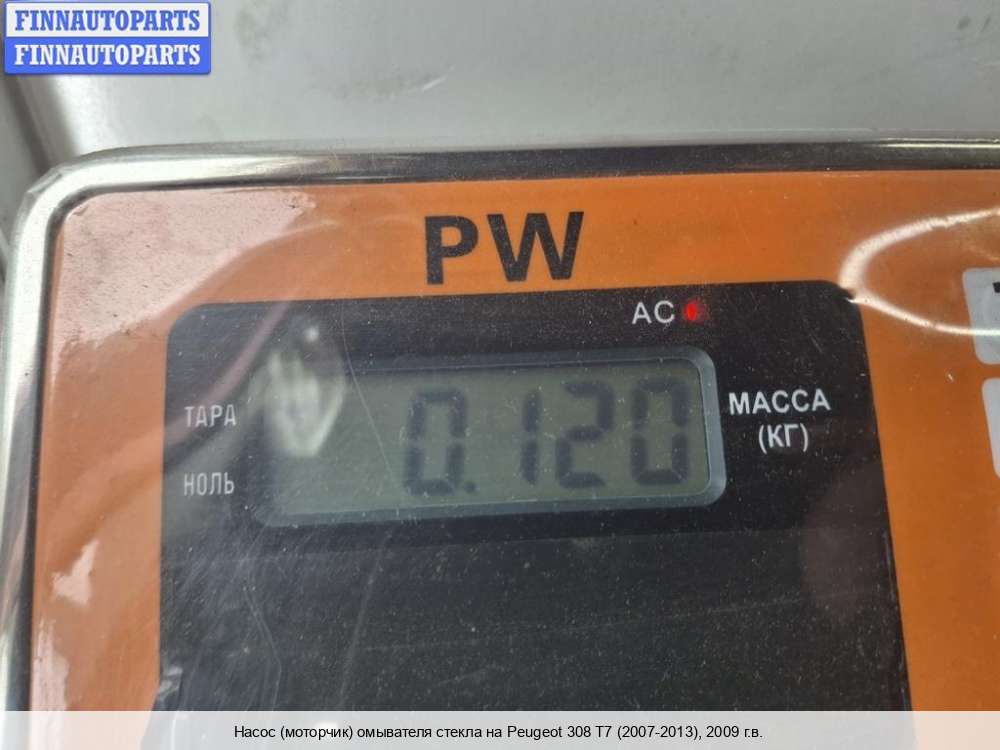 FINNAUTOPARTS
FINNAUTOPARTS
PW
AC
ТАРА
0.120
МАССА
(КГ)
НОЛЬ
Насос (моторчик) омывателя стекла на Peugeot 308 T7 (2007-2013), 2009 г.в.